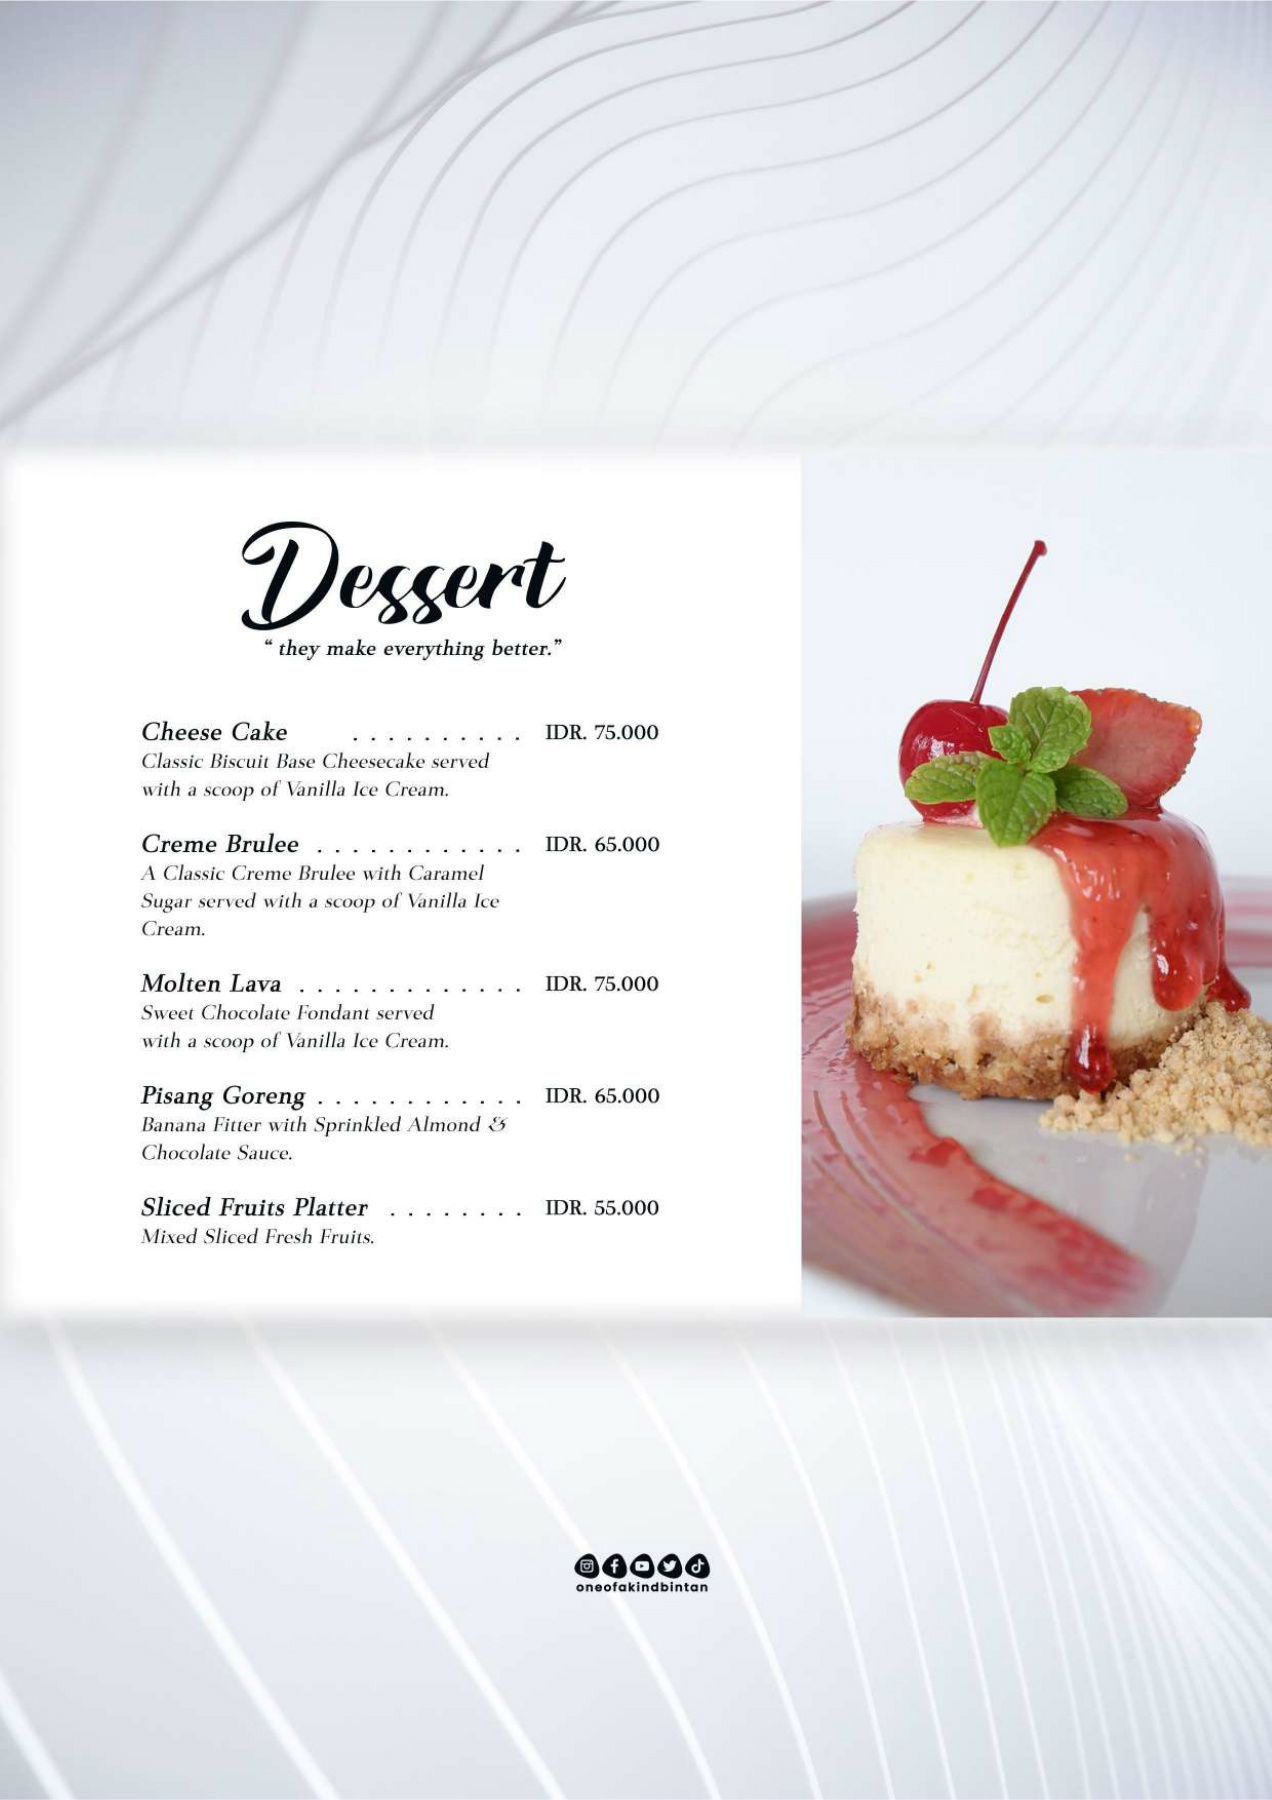 Dessert
“ they make everything better.”
Cheese Cake . . . . . . . . . . IDR. 75.000
Classic Biscuit Base Cheesecake served
with a scoop of Vanilla Ice Cream.
Creme Brulee . . . . . . . . . . . . IDR. 65.000
A Classic Creme Brulee with Caramel
Sugar served with a scoop of Vanilla Ice
Cream.
Molten Lava . . . . . . . . . . . . . IDR. 75.000
Sweet Chocolate Fondant served
with a scoop of Vanilla Ice Cream.
Pisang Goreng . . . . . . . . . . . . IDR. 65.000
Banana Fitter with Sprinkled Almond &
Chocolate Sauce.
Sliced Fruits Platter . . . . . . . . IDR. 55.000
Mixed Sliced Fresh Fruits.
oneofakindbintan